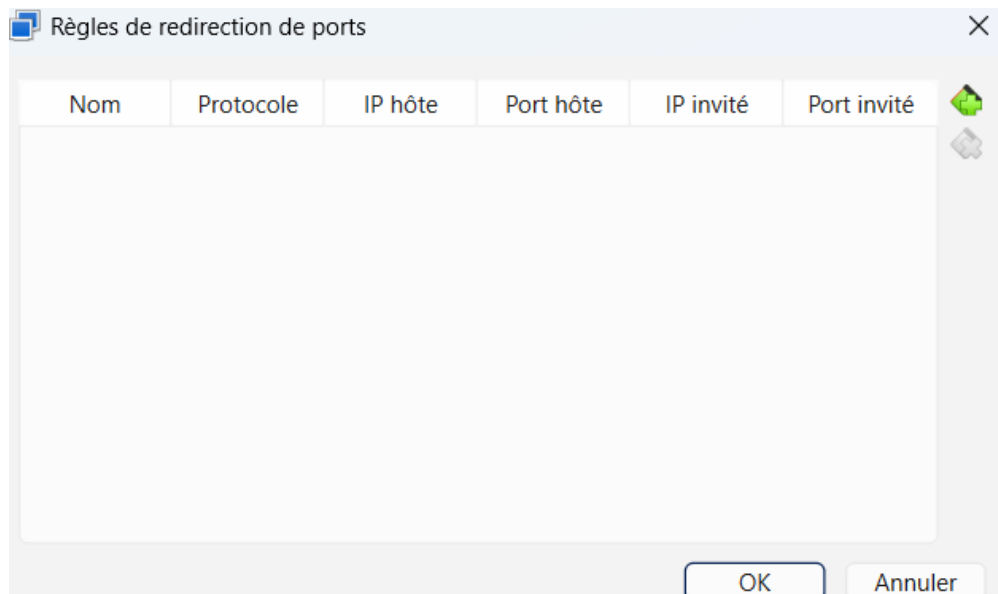 Règles de redirection de ports
Nom Protocole IP hôte Port hôte IP invité Port invité
OK Annuler